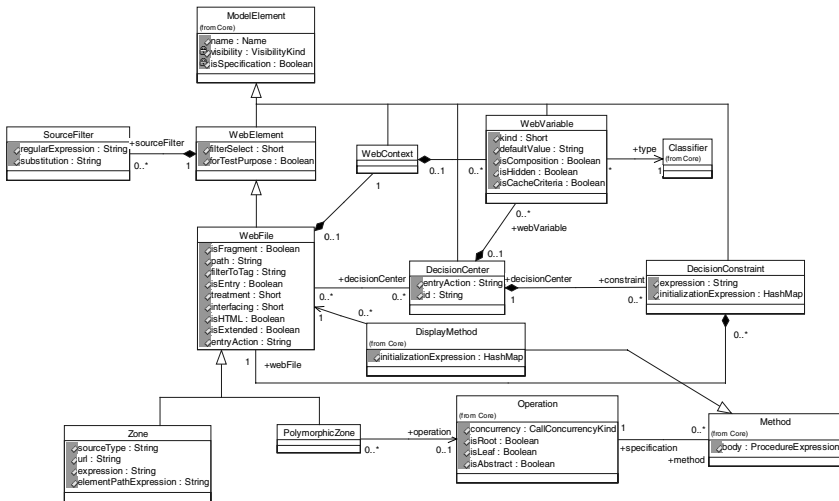 ModelElement
(from Core)
name : Name
visibility : VisibilityKind
isSpecification : Boolean
SourceFilter
regularExpression : String
substitution : String
+sourceFilter
0..*
1
WebElement
filterSelect : Short
forTestPurpose : Boolean
WebContext
0..1
0..*
1
0..1
WebVariable
kind : Short
defaultValue : String
isComposition : Boolean
isHidden : Boolean
isCacheCriteria : Boolean
+type
*
1
Classifier
(from Core)
0..*
+webVariable
0..1
WebFile
isFragment : Boolean
path : String
filterToTag : String
isEntry : Boolean
treatment : Short
interfacing : Short
isHTML : Boolean
isExtended : Boolean
entryAction : String
+decisionCenter
0..*
0..*
DecisionCenter
entryAction : String
id : String
+decisionCenter
1
+constraint
0..*
DecisionConstraint
expression : String
initializationExpression : HashMap
1
DisplayMethod
(from Core)
initializationExpression : HashMap
0..*
1
+webFile
Zone
sourceType : String
url : String
expression : String
elementPathExpression : String
PolymorphicZone
+operation
0..*
0..1
Operation
(from Core)
concurrency : CallConcurrencyKind
isRoot : Boolean
isLeaf : Boolean
isAbstract : Boolean
1
+specification
0..*
+method
Method
(from Core)
body : ProcedureExpression